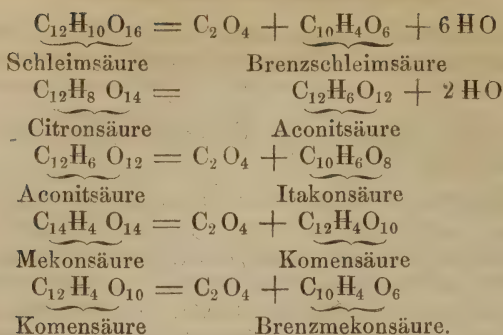 C₁₂H₁₀O₁₆ = C₂O₄ + C₁₀H₄O₆ + 6 HO
Schleimsäure Brenzschleimsäure
C₁₂H₈ O₁₄ = C₁₂H₆O₁₂ + 2 HO
Citronsäure Aconitsäure
C₁₂H₆ O₁₂ = C₂O₄ + C₁₀H₆O₈
Aconitsäure Itakonsäure
C₁₄H₄ O₁₄ = C₂O₄ + C₁₂H₄O₁₀
Mekonsäure Komensäure
C₁₂H₄ O₁₀ = C₂O₄ + C₁₀H₄ O₆
Komensäure Brenzmekonsäure.